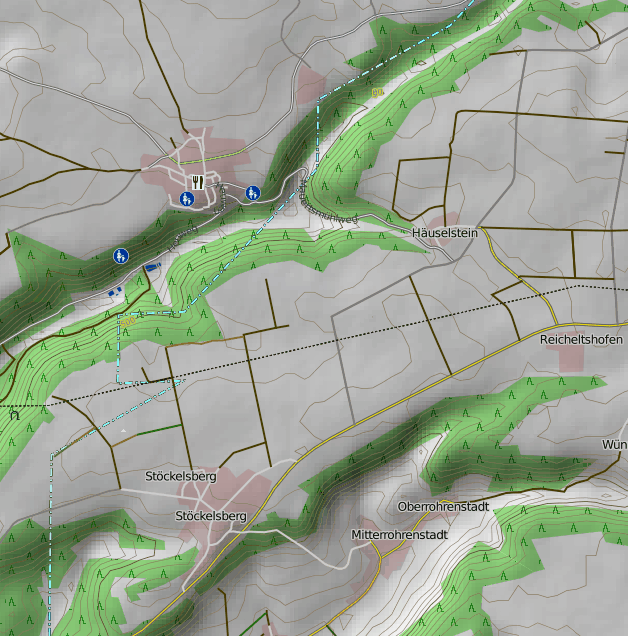 Häuselstein
Reicheltshofen
Wün
Stöckelsberg
Oberrohrenstadt
Stöckelsberg
Mitterrohrenstadt